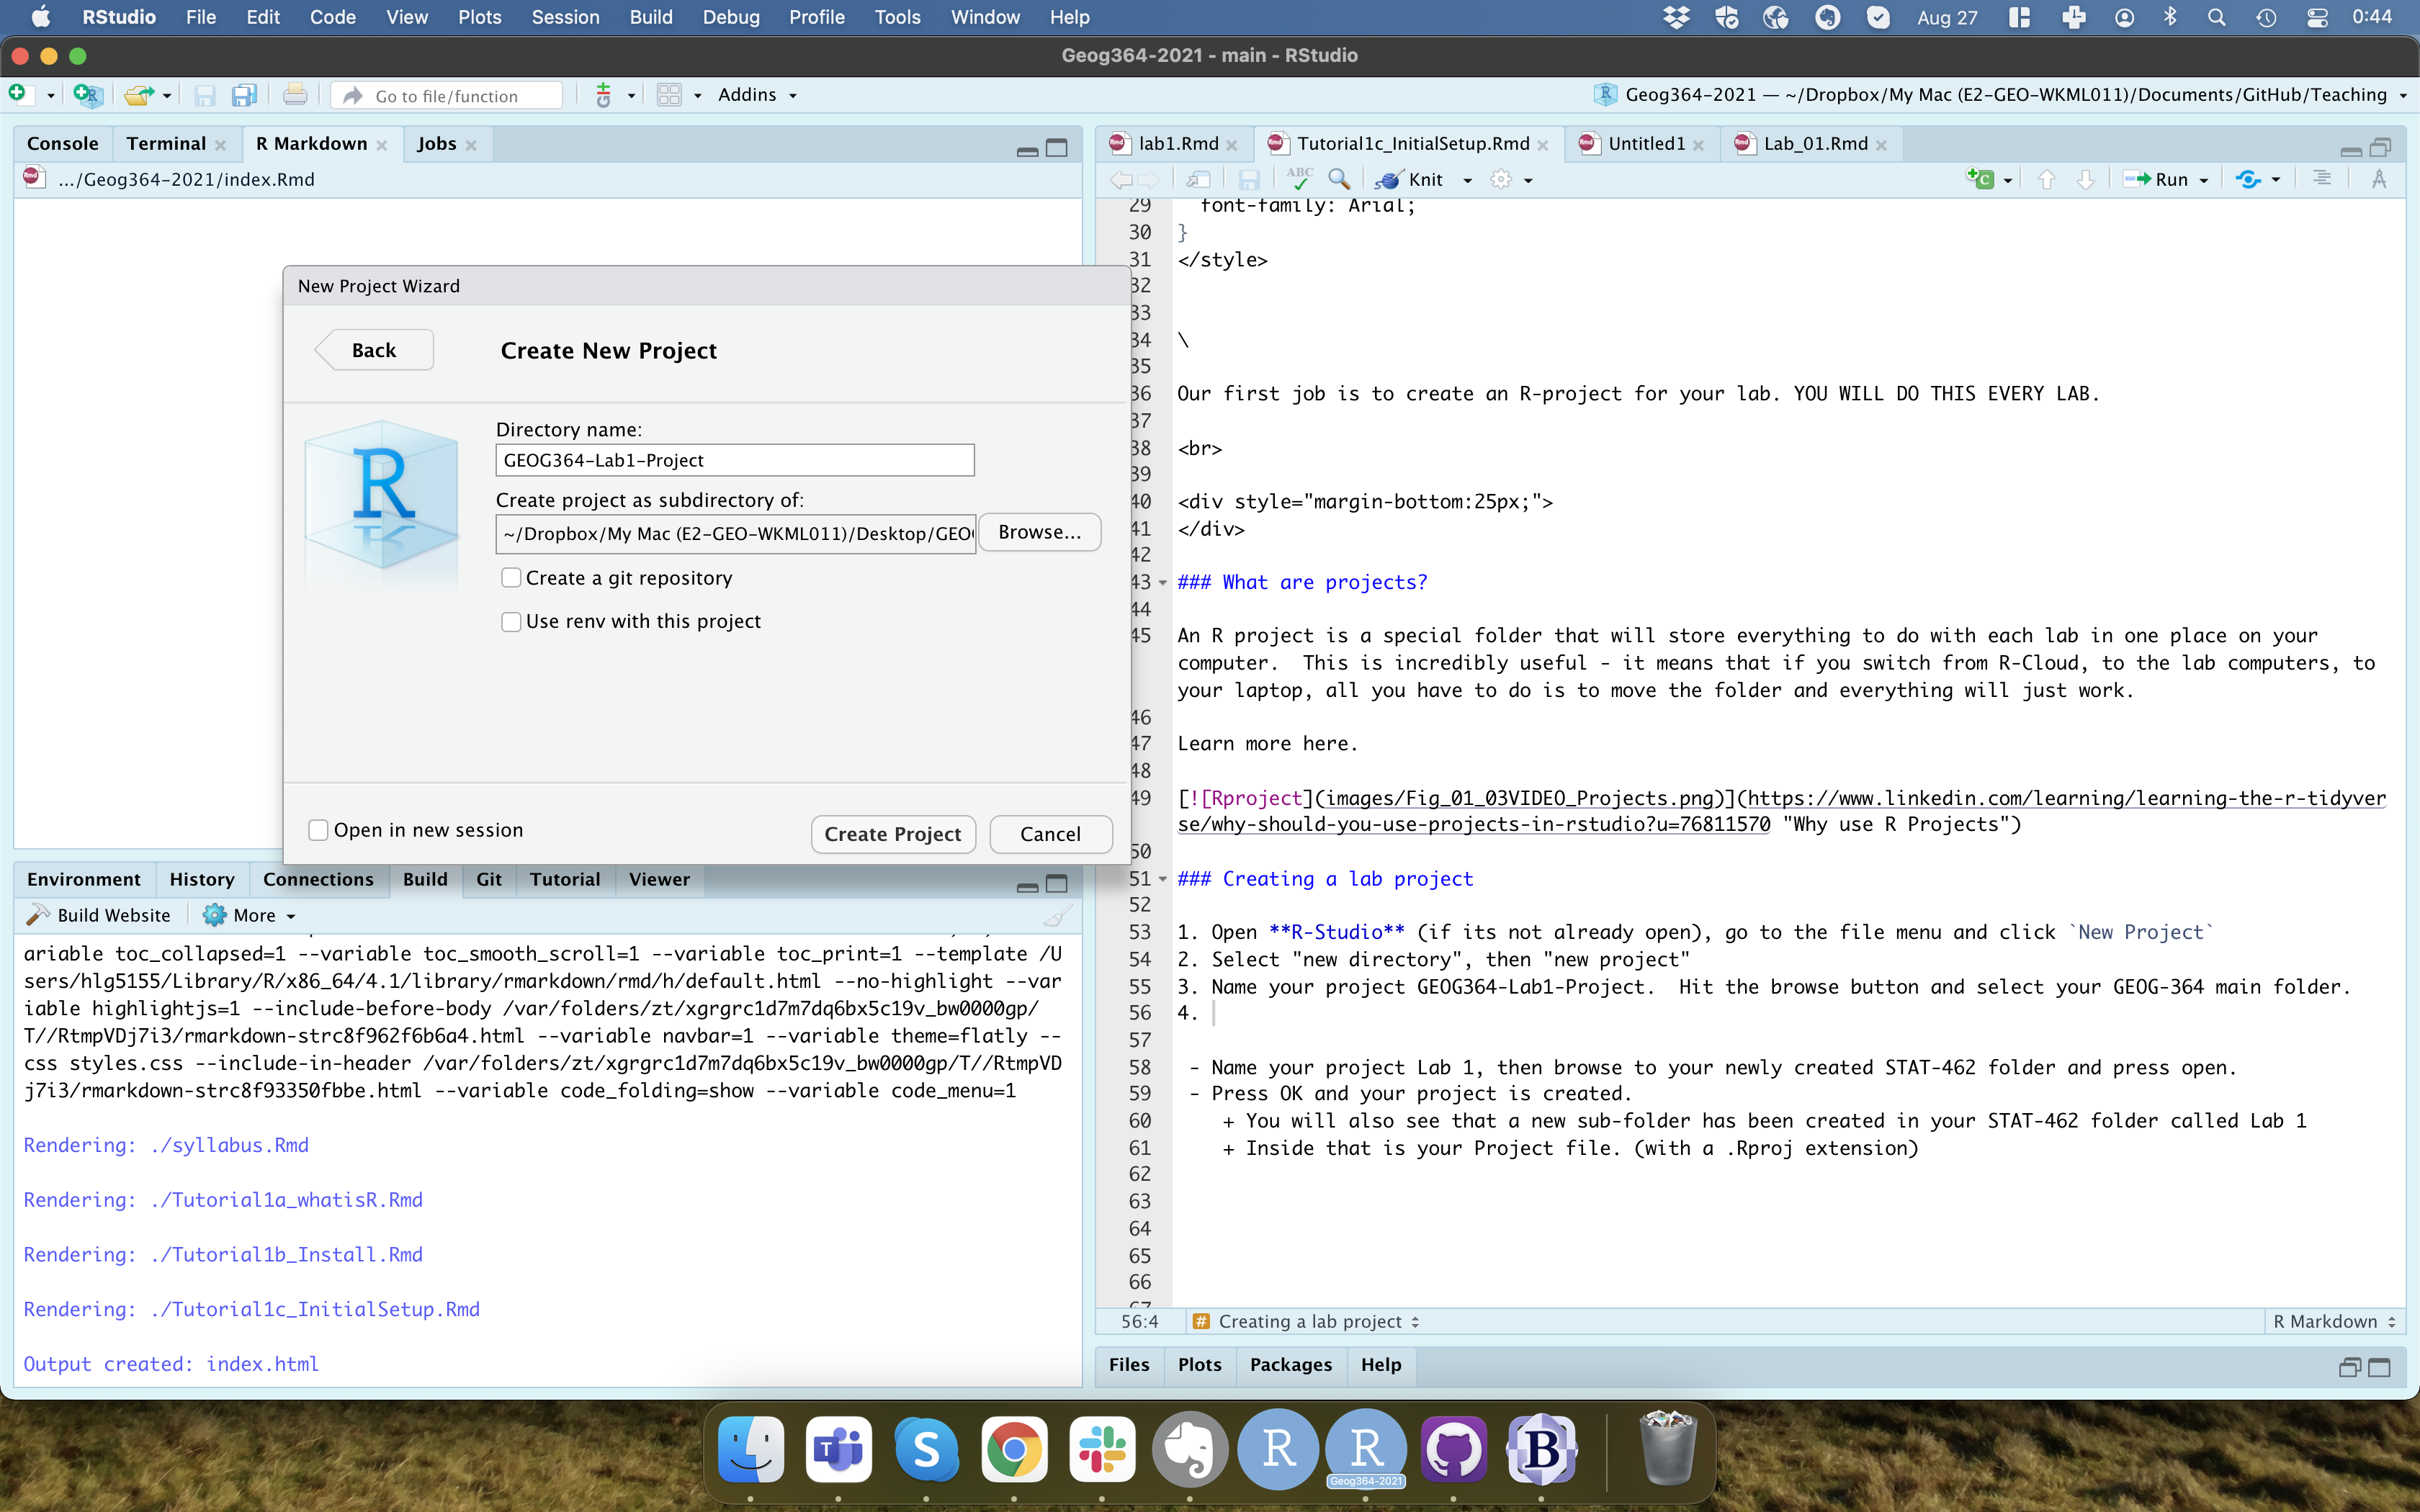 RStudio File Edit Code View Plots Session Build Debug Profile Tools Window Help Aug 27 0:44
Geog364-2021 - main - RStudio
Go to file/function Addins Geog364-2021 — ~/Dropbox/My Mac (E2-GEO-WKML011)/Documents/GitHub/Teaching
Console Terminal R Markdown Jobs
.../Geog364-2021/index.Rmd
New Project Wizard
Back Create New Project
Directory name:
GEOG364-Lab1-Project
Create project as subdirectory of:
~/Dropbox/My Mac (E2-GEO-WKML011)/Desktop/GEO
Browse...
Create a git repository
Use renv with this project
Open in new session Create Project Cancel
Environment History Connections Build Git Tutorial Viewer
Build Website More
ariable toc_collapsed=1 --variable toc_smooth_scroll=1 --variable toc_print=1 --template /U
sers/hlg5155/Library/R/x86_64/4.1/library/rmarkdown/rmd/h/default.html --no-highlight --var
iable highlightjs=1 --include-before-body /var/folders/zt/xgrgrc1d7m7dq6bx5c19v_bw0000gp/
T//RtmpVDj7i3/rmarkdown-strc8f962f6b6a4.html --variable navbar=1 --variable theme=flatly --
css styles.css --include-in-header /var/folders/zt/xgrgrc1d7m7dq6bx5c19v_bw0000gp/T//RtmpVD
j7i3/rmarkdown-strc8f93350fbbe.html --variable code_folding=show --variable code_menu=1
Rendering: ./syllabus.Rmd
Rendering: ./Tutorial1a_whatisR.Rmd
Rendering: ./Tutorial1b_Install.Rmd
Rendering: ./Tutorial1c_InitialSetup.Rmd
Output created: index.html
lab1.Rmd Tutorial1c_InitialSetup.Rmd Untitled1 Lab_01.Rmd
ABC Knit Run
29 font-family: Arial;
30 }
31 </style>
32
33
34 \
35
36 Our first job is to create an R-project for your lab. YOU WILL DO THIS EVERY LAB.
37
38 <br>
39
40 <div style="margin-bottom:25px;">
41 </div>
42
43 ### What are projects?
44
45 An R project is a special folder that will store everything to do with each lab in one place on your
computer.  This is incredibly useful - it means that if you switch from R-Cloud, to the lab computers, to
your laptop, all you have to do is to move the folder and everything will just work.
46
47 Learn more here.
48
49 [![Rproject](images/Fig_01_03VIDEO_Projects.png)](https://www.linkedin.com/learning/learning-the-r-tidyver
se/why-should-you-use-projects-in-rstudio?u=76811570 "Why use R Projects")
50
51 ### Creating a lab project
52
53 1. Open **R-Studio** (if its not already open), go to the file menu and click `New Project`
54 2. Select "new directory", then "new project"
55 3. Name your project GEOG364-Lab1-Project.  Hit the browse button and select your GEOG-364 main folder.
56 4.
57
58 - Name your project Lab 1, then browse to your newly created STAT-462 folder and press open.
59 - Press OK and your project is created.
60 + You will also see that a new sub-folder has been created in your STAT-462 folder called Lab 1
61 + Inside that is your Project file. (with a .Rproj extension)
62
63
64
65
66
56:4 # Creating a lab project R Markdown
Files Plots Packages Help
Geog364-2021